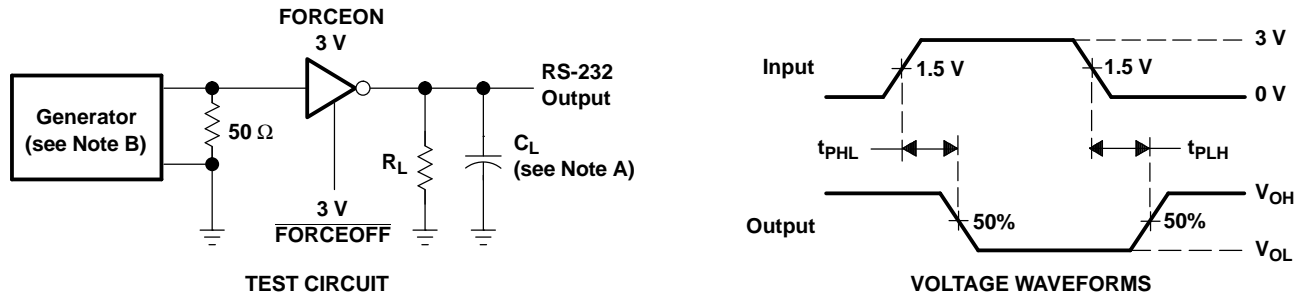 FORCEON
3 V
Generator
(see Note B)
50 Ω
RS-232
Output
R_L
C_L
(see Note A)
3 V
FORCEOFF
TEST CIRCUIT
Input
1.5 V
1.5 V
3 V
0 V
t_PHL
t_PLH
Output
50%
50%
V_OH
V_OL
VOLTAGE WAVEFORMS